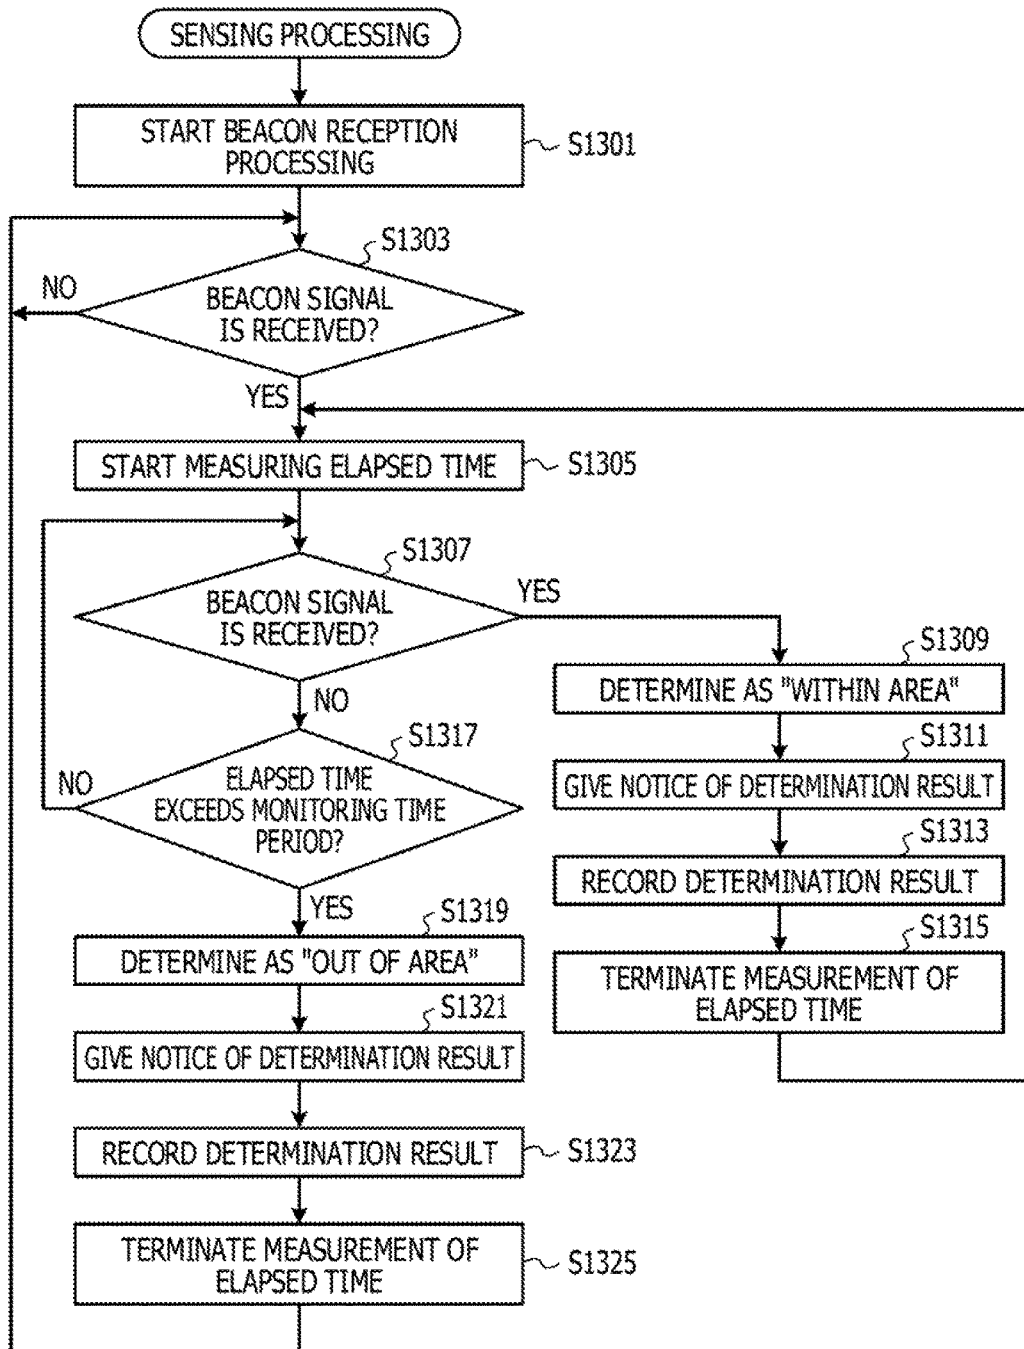 SENSING PROCESSING
START BEACON RECEPTION
PROCESSING
S1301
S1303
NO
BEACON SIGNAL
IS RECEIVED?
YES
START MEASURING ELAPSED TIME
S1305
S1307
BEACON SIGNAL
IS RECEIVED?
YES
NO
S1309
DETERMINE AS "WITHIN AREA"
S1311
GIVE NOTICE OF DETERMINATION RESULT
S1313
RECORD DETERMINATION RESULT
S1315
TERMINATE MEASUREMENT OF
ELAPSED TIME
S1317
NO
ELAPSED TIME
EXCEEDS MONITORING TIME
PERIOD?
YES
S1319
DETERMINE AS "OUT OF AREA"
S1321
GIVE NOTICE OF DETERMINATION RESULT
RECORD DETERMINATION RESULT
S1323
TERMINATE MEASUREMENT OF
ELAPSED TIME
S1325